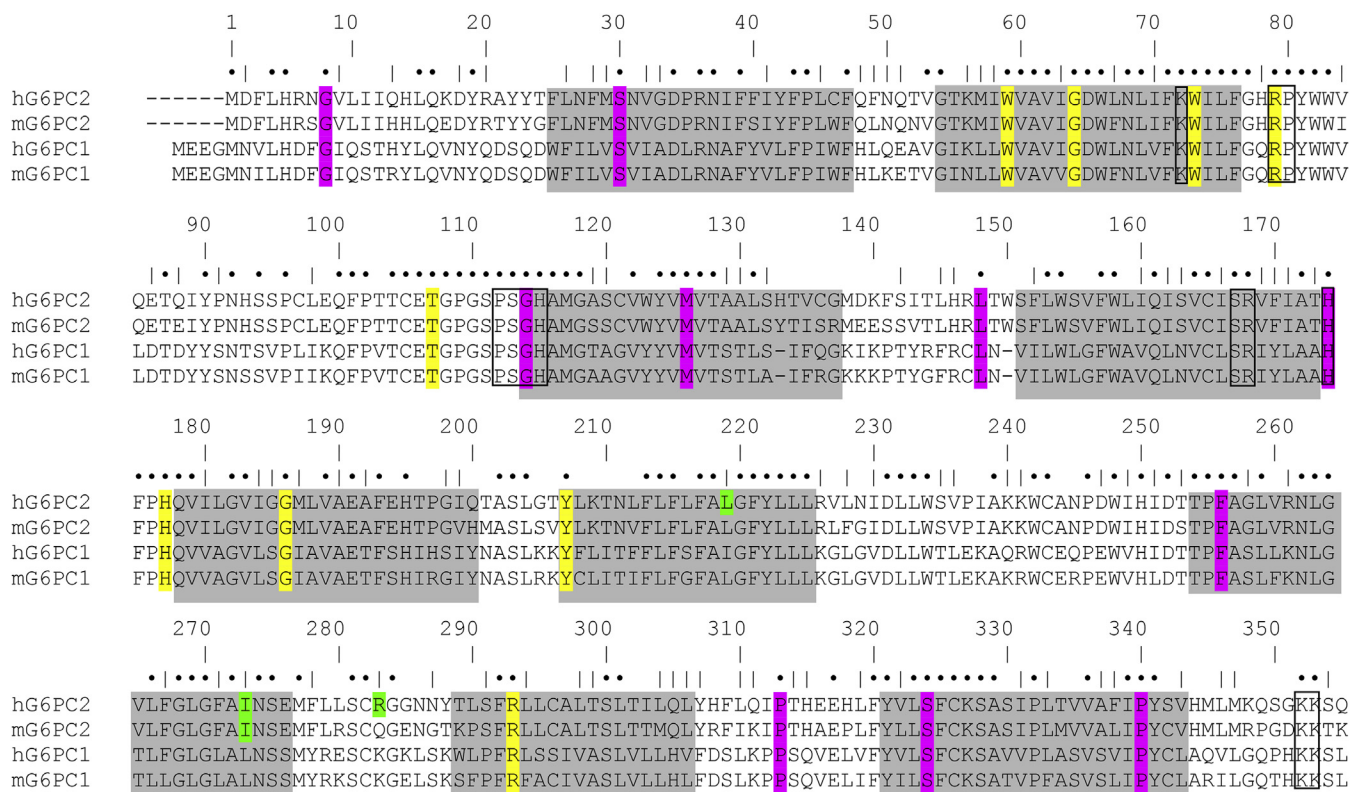 1 10 20 30 40 50 60 70 80
hG6PC2 ------MDFLHRNGVLIIQHLQKDYRAYYTFLNFMSNVGDPRNIFFIYFPLCFQFNQTVGTKMIWVAVIGDWLNLIFKWILFGHRPYWWV
mG6PC2 ------MDFLHRSGVLIIHHLQEDYRTYYGFLNFMSNVGDPRNIFSIYFPLWFQLNQNVGTKMIWVAVIGDWFNLIFKWILFGHRPYWWI
hG6PC1 MEEGMNVLHDFGIQSTHYLQVNYQDSQDWFILVSVIADLRNAFYVLFPIWFHLQEAVGIKLLWVAVIGDWLNLVFKWILFGQRPYWWV
mG6PC1 MEEGMNILHDFGIQSTRYLQVNYQDSQDWFILVSVIADLRNAFYVLFPIWFHLKETVGINLLWVAVVGDWFNLVFKWILFGQRPYWWV
90 100 110 120 130 140 150 160 170
hG6PC2 QETQIYPNHSSPCLEQFPTTCETGPGSPSGHAMGASCVWYVMVTAALSHTVCGMDKFSITLHRLTWSFLWSVFWLIQISVCISRVFIATH
mG6PC2 QETEIYPNHSSPCLEQFPTTCETGPGSPSGHAMGSSCVWYVMVTAALSYTISRMEESSVTLHRLTWSFLWSVFWLIQISVCISRVFIATH
hG6PC1 LDTDYYSNTSVPLIKQFPVTCETGPGSPSGHAMGTAGVYYVMVTSTLS-IFQGKIKPTYRFRCLN-VILWLGFWAVQLNVCLSRIYLAAH
mG6PC1 LDTDYYSNSSVPIIKQFPVTCETGPGSPSGHAMGAAGVYYVMVTSTLA-IFRGKKKPTYGFRCLN-VILWLGFWAVQLNVCLSRIYLAAH
180 190 200 210 220 230 240 250 260
hG6PC2 FPHQVILGVIGGMLVAEAFEHTPGIQTASLGTYLKTNLFLFLFALGFYLLLRVLNIDLLWSVPIAKKWCANPDWIHIDTTPFAGLVRNLG
mG6PC2 FPHQVILGVIGGMLVAEAFEHTPGVHMASLSVYLKTNVFLFLFALGFYLLLRLFGIDLLWSVPIAKKWCANPDWIHIDSTPFAGLVRNLG
hG6PC1 FPHQVVAGVLSGIAVAETFSHIHSIYNASLKKYFLITFFLFSFAIGFYLLLKGLGVDLLWTLEKAQRWCEQPEWVHIDTTPFASLLKNLG
mG6PC1 FPHQVVAGVLSGIAVAETFSHIRGIYNASLRKYCLITIFLFGFALGFYLLLKGLGVDLLWTLEKAKRWCERPEWVHLDTTPFASLFKNLG
270 280 290 300 310 320 330 340 350
hG6PC2 VLFGLGFAINSEMFLLSCRGGNNYTLSFRLLCALTSLTILQLYHFLQIPTHEEHLFYVLSFCKSASIPLTVVAFIPYSVHMLMKQSGKKSQ
mG6PC2 VLFGLGFAINSEMFLRSCQGENGTKPSFRLLCALTSLTTMQLYRFIKIPTHAEPLFYLLSFCKSASIPLMVVALIPYCVHMLMRPGDKKTK
hG6PC1 TLFGLGLALNSSMYRESCKGKLSKWLPFRLSSIVASLVLLHVFDSLKPPSQVELVFYVLSFCKSAVVPLASVSVIPYCLAQVLGQPHKKSL
mG6PC1 TLLGLGLALNSSMYRKSCKGELSKSFPFRFACIVASLVLLHLFDSLKPPSQVELIFYILSFCKSATVPFASVSLIPYCLARILGQTHKKSL